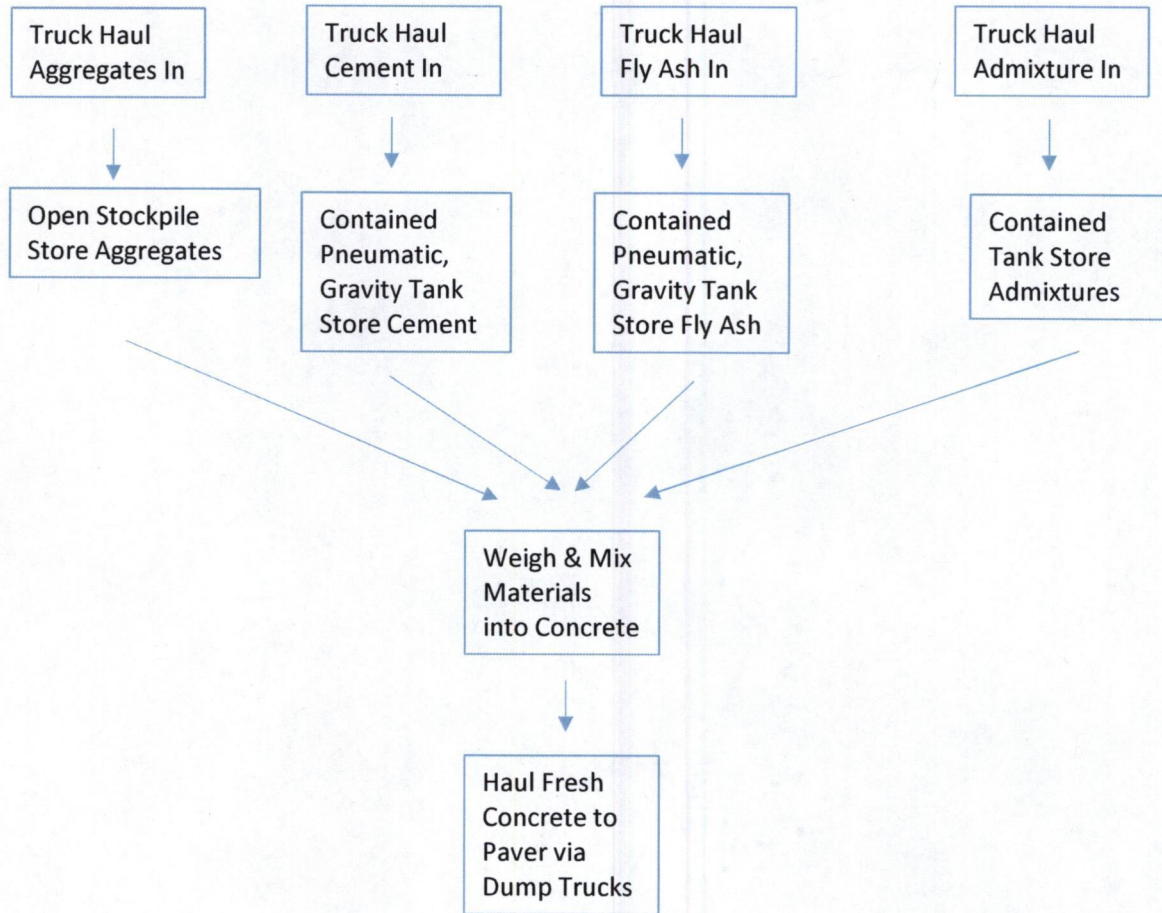 Truck Haul
Aggregates In
Truck Haul
Cement In
Truck Haul
Fly Ash In
Truck Haul
Admixture In
Open Stockpile
Store Aggregates
Contained
Pneumatic,
Gravity Tank
Store Cement
Contained
Pneumatic,
Gravity Tank
Store Fly Ash
Contained
Tank Store
Admixtures
Weigh & Mix
Materials
into Concrete
Haul Fresh
Concrete to
Paver via
Dump Trucks